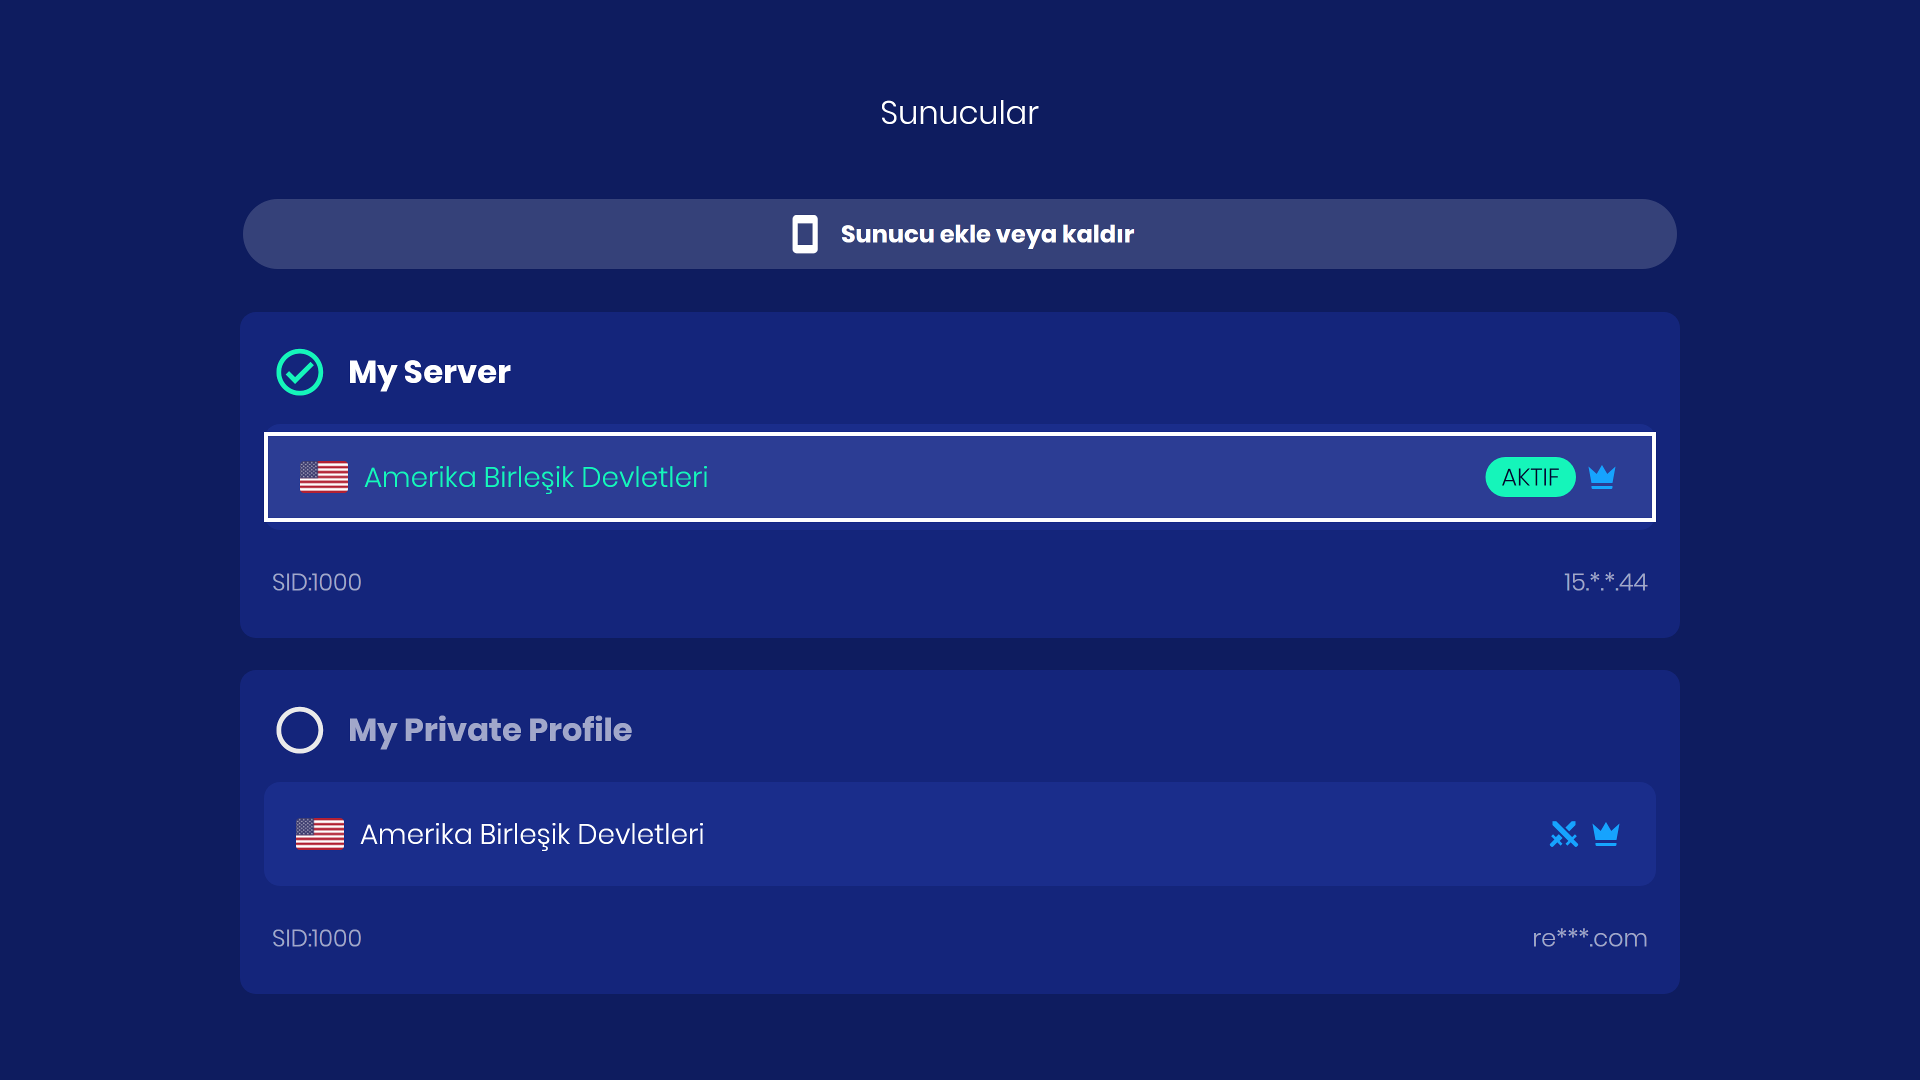 Sunucular
Sunucu ekle veya kaldır
My Server
Amerika Birleşik Devletleri
AKTIF
SID:1000
15.*.*.44
My Private Profile
Amerika Birleşik Devletleri
SID:1000
re***.com